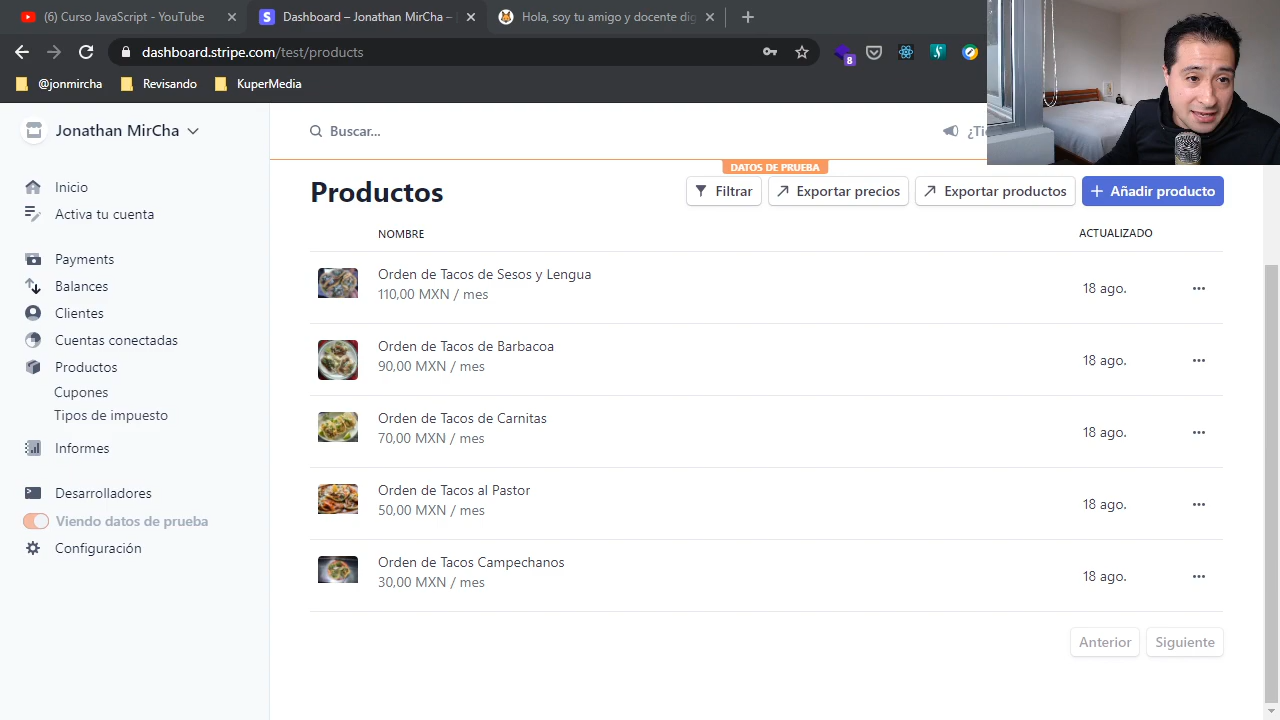 (6) Curso JavaScript - YouTube
Dashboard – Jonathan MirCha -
Hola, soy tu amigo y docente dig
dashboard.stripe.com/test/products
8
@jonmircha
Revisando
KuperMedia
Jonathan MirCha
Buscar...
DATOS DE PRUEBA
Productos
Filtrar
Exportar precios
Exportar productos
Añadir producto
Inicio
Activa tu cuenta
Payments
Balances
Clientes
Cuentas conectadas
Productos
Cupones
Tipos de impuesto
Informes
Desarrolladores
Viendo datos de prueba
Configuración
NOMBRE
ACTUALIZADO
Orden de Tacos de Sesos y Lengua
110,00 MXN / mes
18 ago.
Orden de Tacos de Barbacoa
90,00 MXN / mes
18 ago.
Orden de Tacos de Carnitas
70,00 MXN / mes
18 ago.
Orden de Tacos al Pastor
50,00 MXN / mes
18 ago.
Orden de Tacos Campechanos
30,00 MXN / mes
18 ago.
Anterior
Siguiente